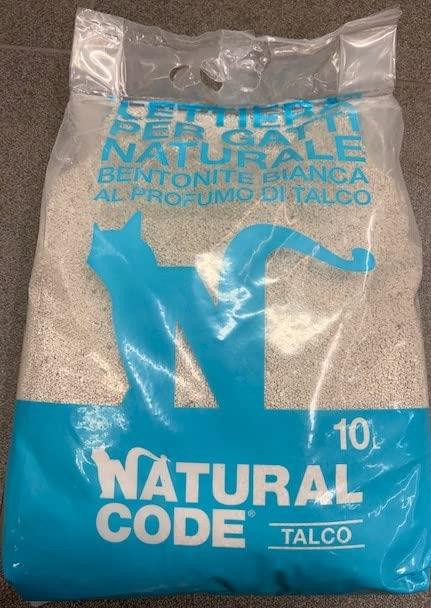 LETTIERA
PER GATTI
NATURALE
BENTONITE BIANCA
AL PROFUMO DI TALCO
10L
NATURAL
CODE®
TALCO